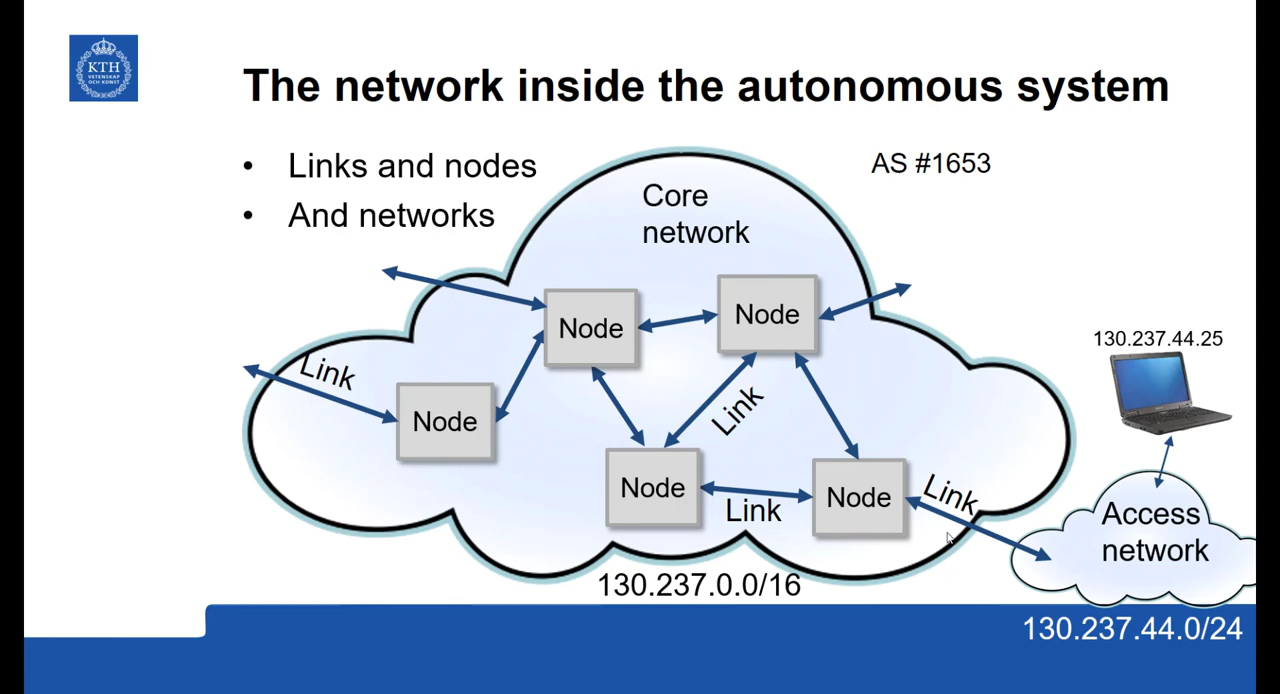 KTH
VETENSKAP
OCH KONST
The network inside the autonomous system
• Links and nodes
• And networks
AS #1653
Core
network
Node
Node
Link
Node
Link
Node
Link
Node
Link
130.237.44.25
Access
network
130.237.0.0/16
130.237.44.0/24